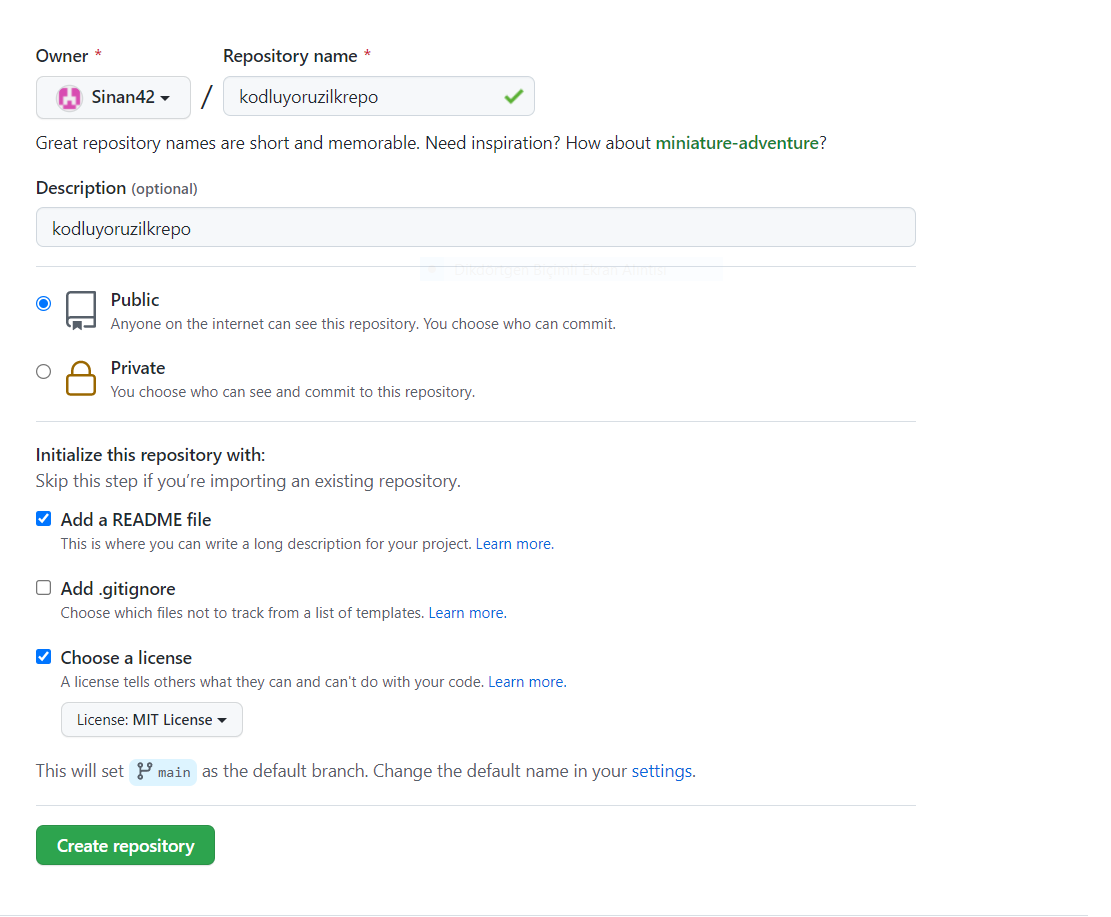 Owner * Repository name *
Sinan42 / kodluyoruzilkrepo
Great repository names are short and memorable. Need inspiration? How about miniature-adventure?
Description (optional)
kodluyoruzilkrepo
Dikdörtgen Biçimli Ekran Alıntısı
Public
Anyone on the internet can see this repository. You choose who can commit.
Private
You choose who can see and commit to this repository.
Initialize this repository with:
Skip this step if you’re importing an existing repository.
Add a README file
This is where you can write a long description for your project. Learn more.
Add .gitignore
Choose which files not to track from a list of templates. Learn more.
Choose a license
A license tells others what they can and can't do with your code. Learn more.
License: MIT License
This will set main as the default branch. Change the default name in your settings.
Create repository